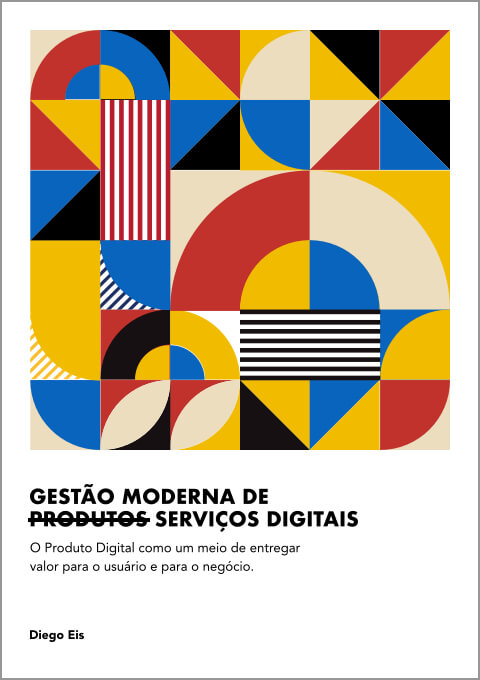 GESTÃO MODERNA DE
PRODUTOS SERVIÇOS DIGITAIS
O Produto Digital como um meio de entregar
valor para o usuário e para o negócio.
Diego Eis